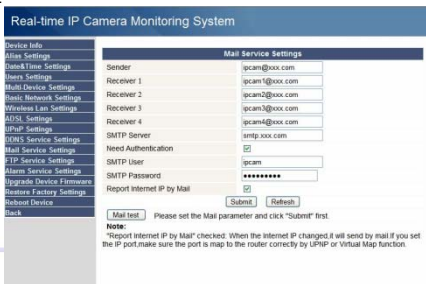 Real-time IP Camera Monitoring System
Device Info
Alias Settings
Date&Time Settings
Users Settings
Multi-Device Settings
Basic Network Settings
Wireless Lan Settings
ADSL Settings
UPnP Settings
DDNS Service Settings
Mail Service Settings
FTP Service Settings
Alarm Service Settings
Upgrade Device Firmware
Restore Factory Settings
Reboot Device
Back
Mail Service Settings
Sender ipcam@xxx.com
Receiver 1 ipcam1@xxx.com
Receiver 2 ipcam2@xxx.com
Receiver 3 ipcam3@xxx.com
Receiver 4 ipcam4@xxx.com
SMTP Server smtp.xxx.com
Need Authentication
SMTP User ipcam
SMTP Password •••••••••
Report Internet IP by Mail
Submit Refresh
Mail test Please set the Mail parameter and click "Submit" first.
Note:
"Report Internet IP by Mail" checked: When the Internet IP changed,it will send by mail.If you set
the IP port,make sure the port is map to the router correctly by UPNP or Virtual Map function.